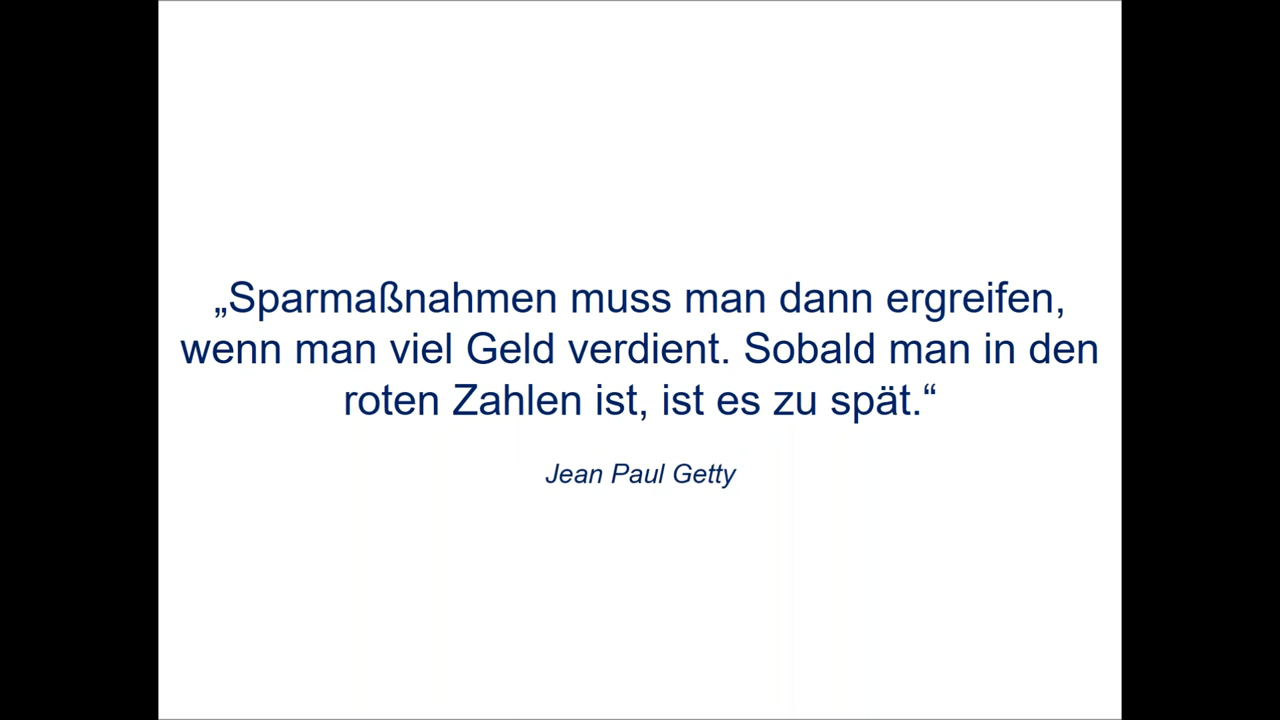 „Sparmaßnahmen muss man dann ergreifen,
wenn man viel Geld verdient. Sobald man in den
roten Zahlen ist, ist es zu spät.“
Jean Paul Getty